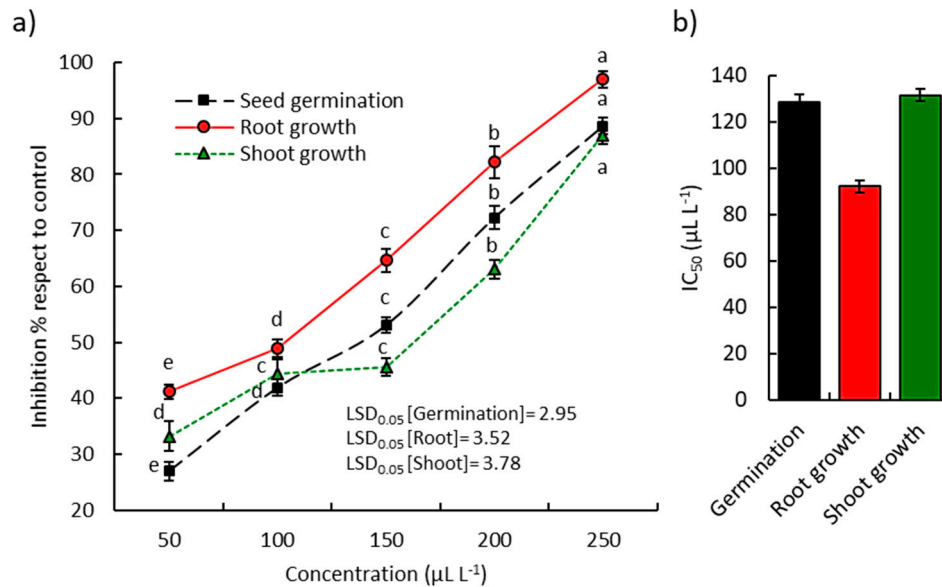 a)
100
90
80
70
60
50
40
30
20
Inhibition % respect to control
Seed germination
Root growth
Shoot growth
e
d
e
d
c
d
c
c
c
b
b
b
a
a
a
LSD0.05 [Germination]= 2.95
LSD0.05 [Root]= 3.52
LSD0.05 [Shoot]= 3.78
50 100 150 200 250
Concentration (µL L-1)
b)
140
120
100
80
60
40
20
0
IC50 (µL L-1)
Germination
Root growth
Shoot growth